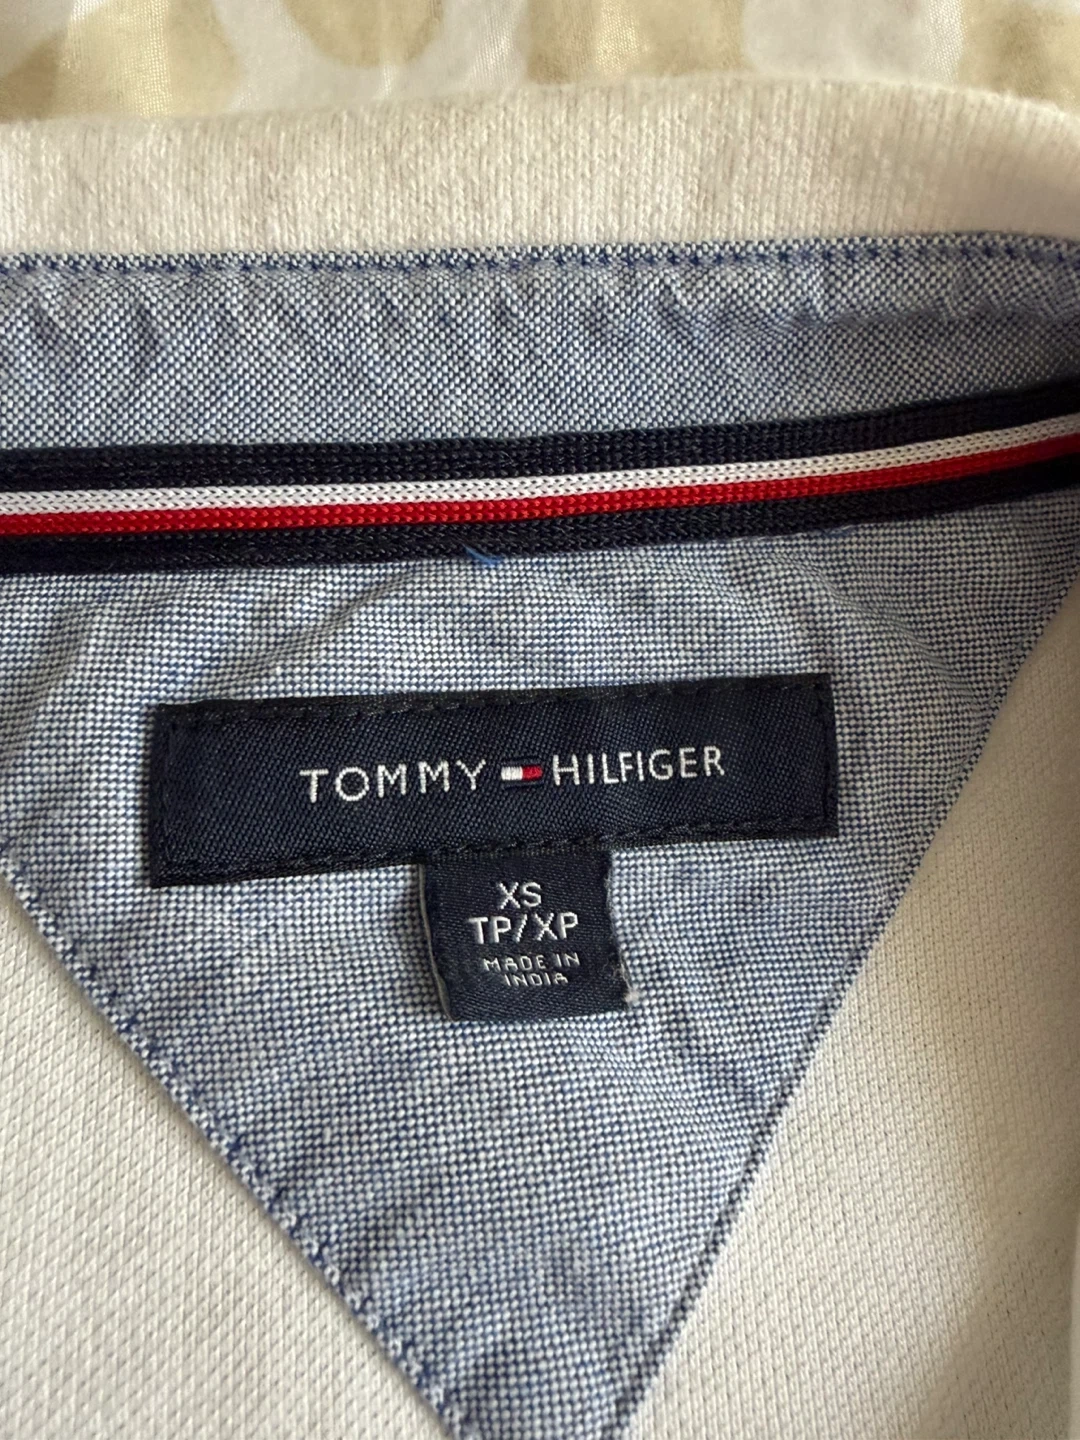 TOMMY HILFIGER
XS
TP/XP
MADE IN
INDIA